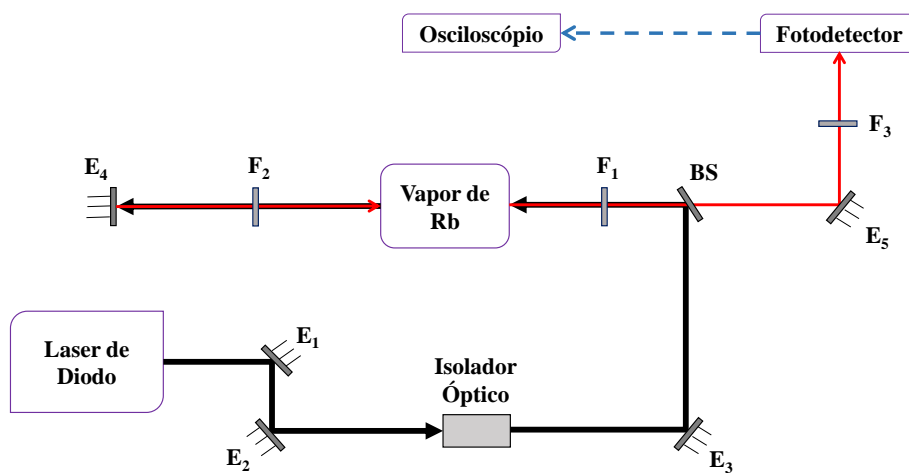 Osciloscópio
Fotodetector
F3
E4
F2
Vapor de
Rb
F1
BS
E5
Laser de
Diodo
E1
Isolador
Óptico
E2
E3